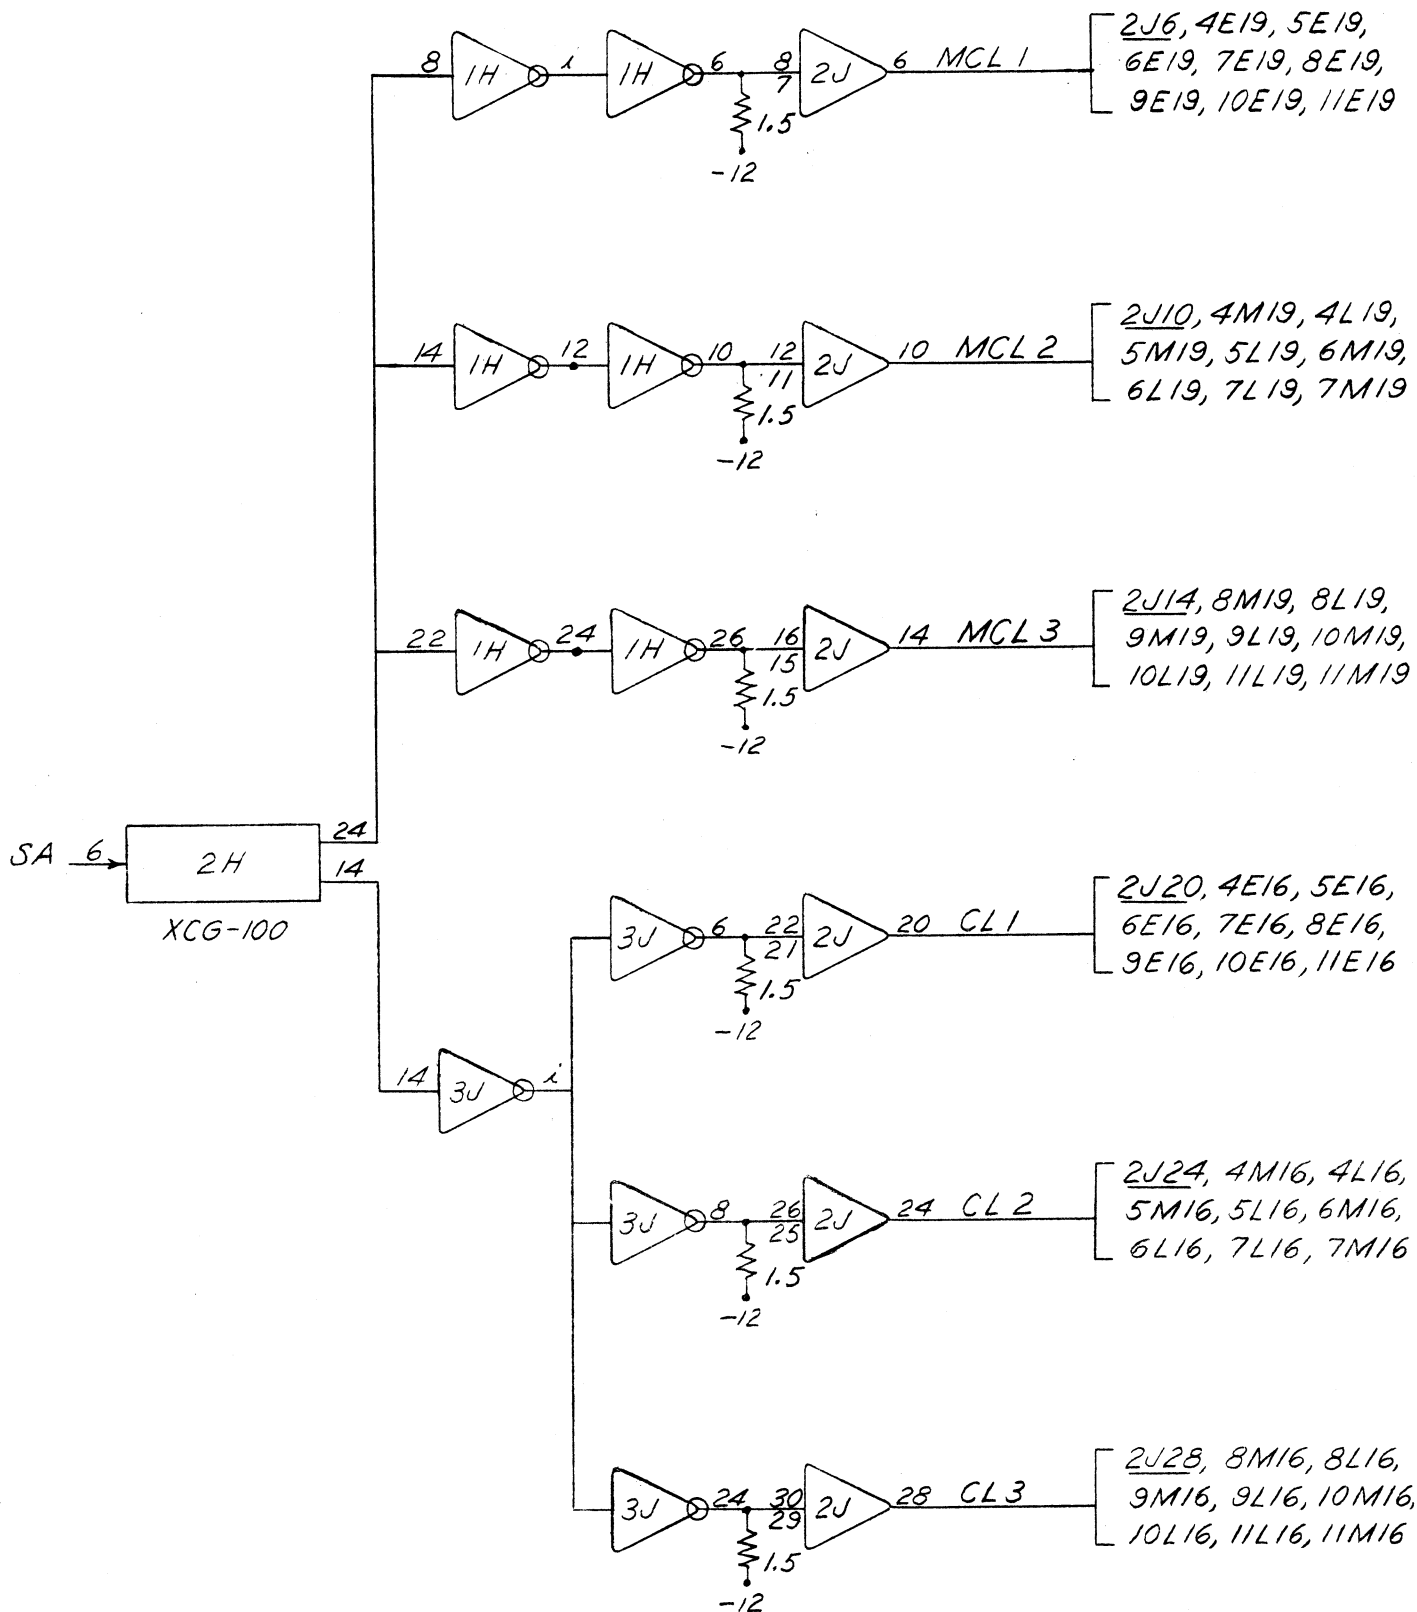 8 1H i 1H 6 8 2J 6 MCL 1
7
1.5
-12
2J6, 4E19, 5E19,
6E19, 7E19, 8E19,
9E19, 10E19, 11E19
14 1H 12 1H 10 12 2J 10 MCL 2
11
1.5
-12
2J10, 4M19, 4L19,
5M19, 5L19, 6M19,
6L19, 7L19, 7M19
22 1H 24 1H 26 16 2J 14 MCL 3
15
1.5
-12
2J14, 8M19, 8L19,
9M19, 9L19, 10M19,
10L19, 11L19, 11M19
SA 6 2H 24
14
XCG-100
3J 6 22 2J 20 CL 1
21
1.5
-12
2J20, 4E16, 5E16,
6E16, 7E16, 8E16,
9E16, 10E16, 11E16
14 3J i
3J 8 26 2J 24 CL 2
25
1.5
-12
2J24, 4M16, 4L16,
5M16, 5L16, 6M16,
6L16, 7L16, 7M16
3J 24 30 2J 28 CL 3
29
1.5
-12
2J28, 8M16, 8L16,
9M16, 9L16, 10M16,
10L16, 11L16, 11M16